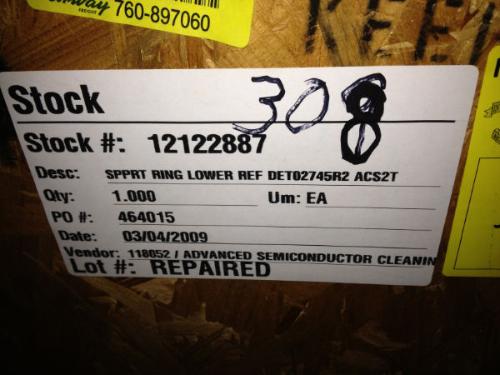 760-897060
Stock
308
8
Stock #: 12122887
Desc: SPPRT RING LOWER REF DET02745R2 ACS2T
Qty: 1.000 Um: EA
PO #: 464015
Date: 03/04/2009
Vendor: 118052 / ADVANCED SEMICONDUCTOR CLEANIN
Lot #: REPAIRED